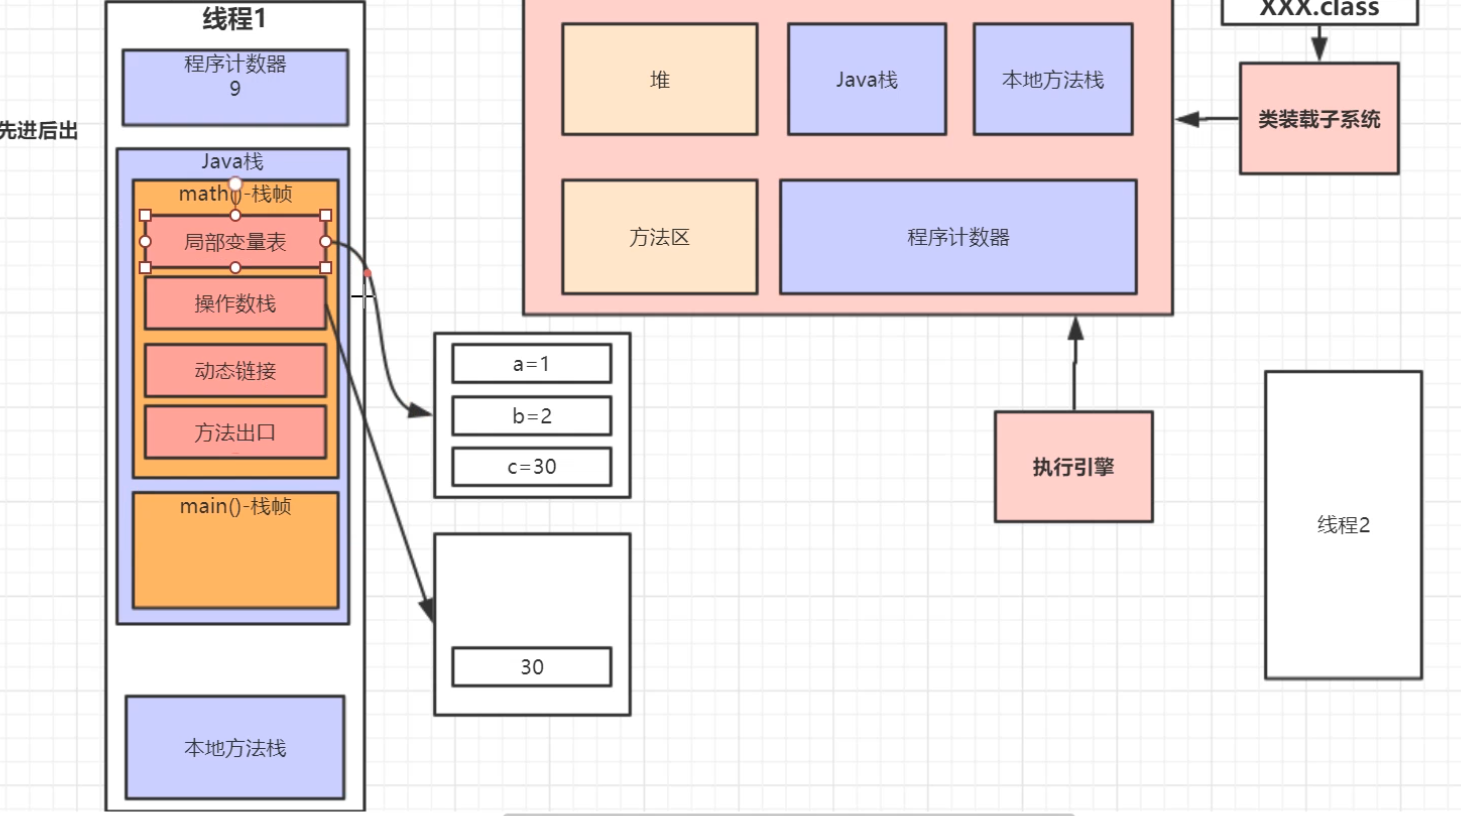 线程1
程序计数器
9
先进后出
Java栈
math()-栈帧
局部变量表
操作数栈
动态链接
方法出口
main()-栈帧
本地方法栈
a=1
b=2
c=30
30
堆
Java栈
本地方法栈
方法区
程序计数器
XXX.class
类装载子系统
执行引擎
线程2